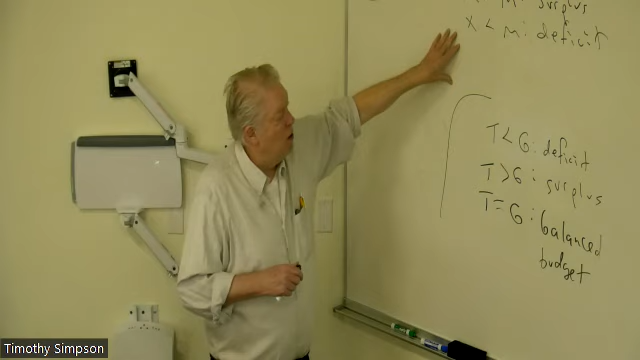 M: surplus
X < M: deficit
T < G: deficit
T > G: surplus
T = G: balanced
budget
Timothy Simpson